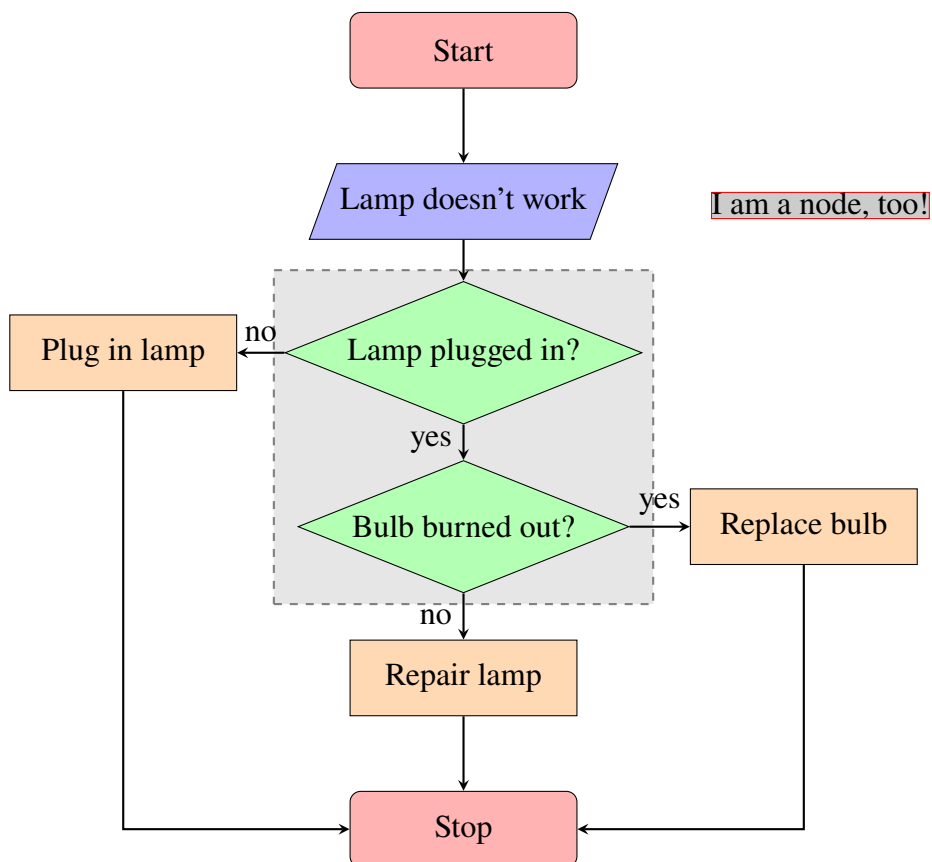 Start
Lamp doesn't work
I am a node, too!
Plug in lamp
no
Lamp plugged in?
yes
Bulb burned out?
yes
Replace bulb
no
Repair lamp
Stop